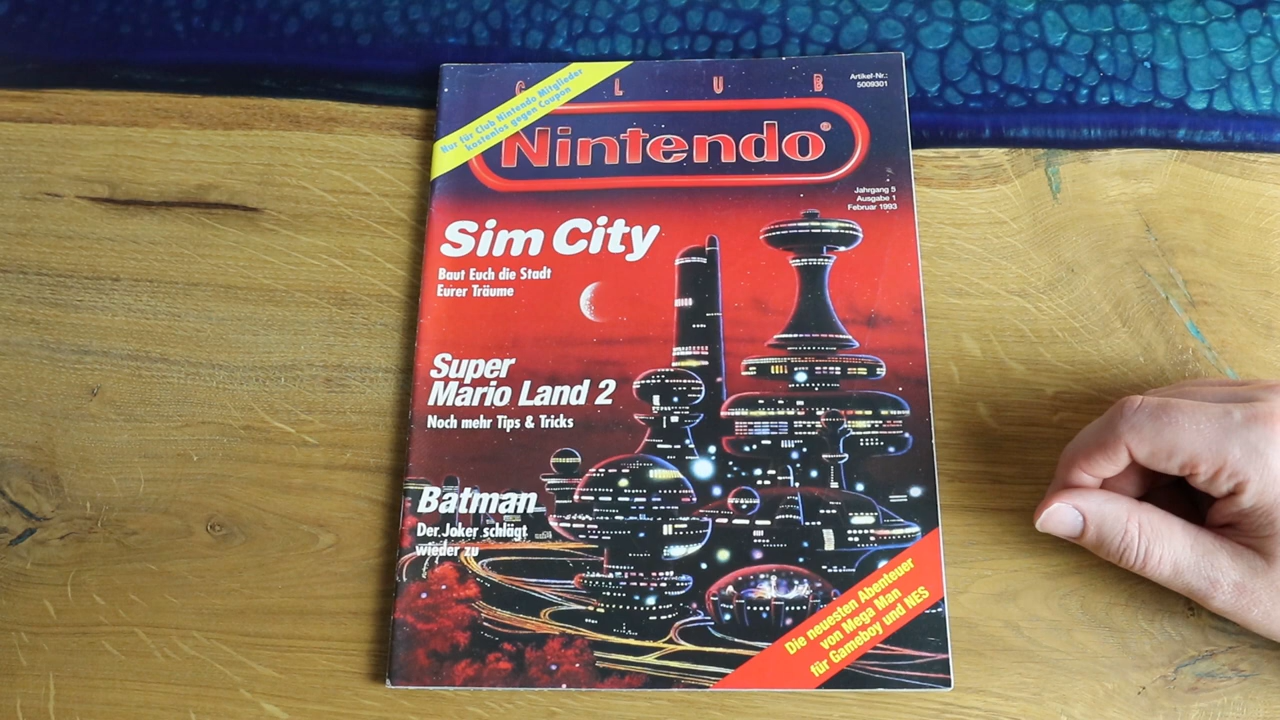 Nur für Club Nintendo Mitglieder
kostenlos gegen Coupon
CLUB
Nintendo®
Artikel-Nr.:
5009301
Jahrgang 5
Ausgabe 1
Februar 1993
Sim City
Baut Euch die Stadt
Eurer Träume
Super
Mario Land 2
Noch mehr Tips & Tricks
Batman
Der Joker schlägt
wieder zu
Die neuesten Abenteuer
von Mega Man
für Gameboy und NES